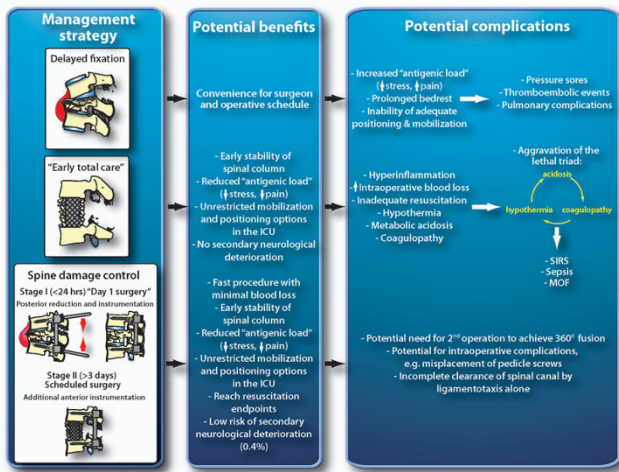 Management strategy
Delayed fixation
"Early total care"
Spine damage control
Stage I (<24 hrs) "Day 1 surgery"
Posterior reduction and instrumentation
Stage II (>3 days)
Scheduled surgery
Additional anterior instrumentation
Potential benefits
Convenience for surgeon
and operative schedule
- Early stability of
spinal column
- Reduced "antigenic load"
(⬇stress, ⬇pain)
- Unrestricted mobilization
and positioning options
in the ICU
- No secondary neurological
deterioration
- Fast procedure with
minimal blood loss
- Early stability of
spinal column
- Reduced "antigenic load"
(⬇stress, ⬇pain)
- Unrestricted mobilization
and positioning options
in the ICU
- Reach resuscitation
endpoints
- Low risk of secondary
neurological deterioration
(0.4%)
Potential complications
- Increased "antigenic load"
(⬆stress, ⬆pain)
- Prolonged bedrest
- Inability of adequate
positioning & mobilization
- Pressure sores
- Thromboembolic events
- Pulmonary complications
- Hyperinflammation
- ⬆Intraoperative blood loss
- Inadequate resuscitation
- Hypothermia
- Metabolic acidosis
- Coagulopathy
- Aggravation of the
lethal triad:
acidosis
hypothermia coagulopathy
- SIRS
- Sepsis
- MOF
- Potential need for 2nd operation to achieve 360° fusion
- Potential for intraoperative complications,
e.g. misplacement of pedicle screws
- Incomplete clearance of spinal canal by
ligamentotaxis alone